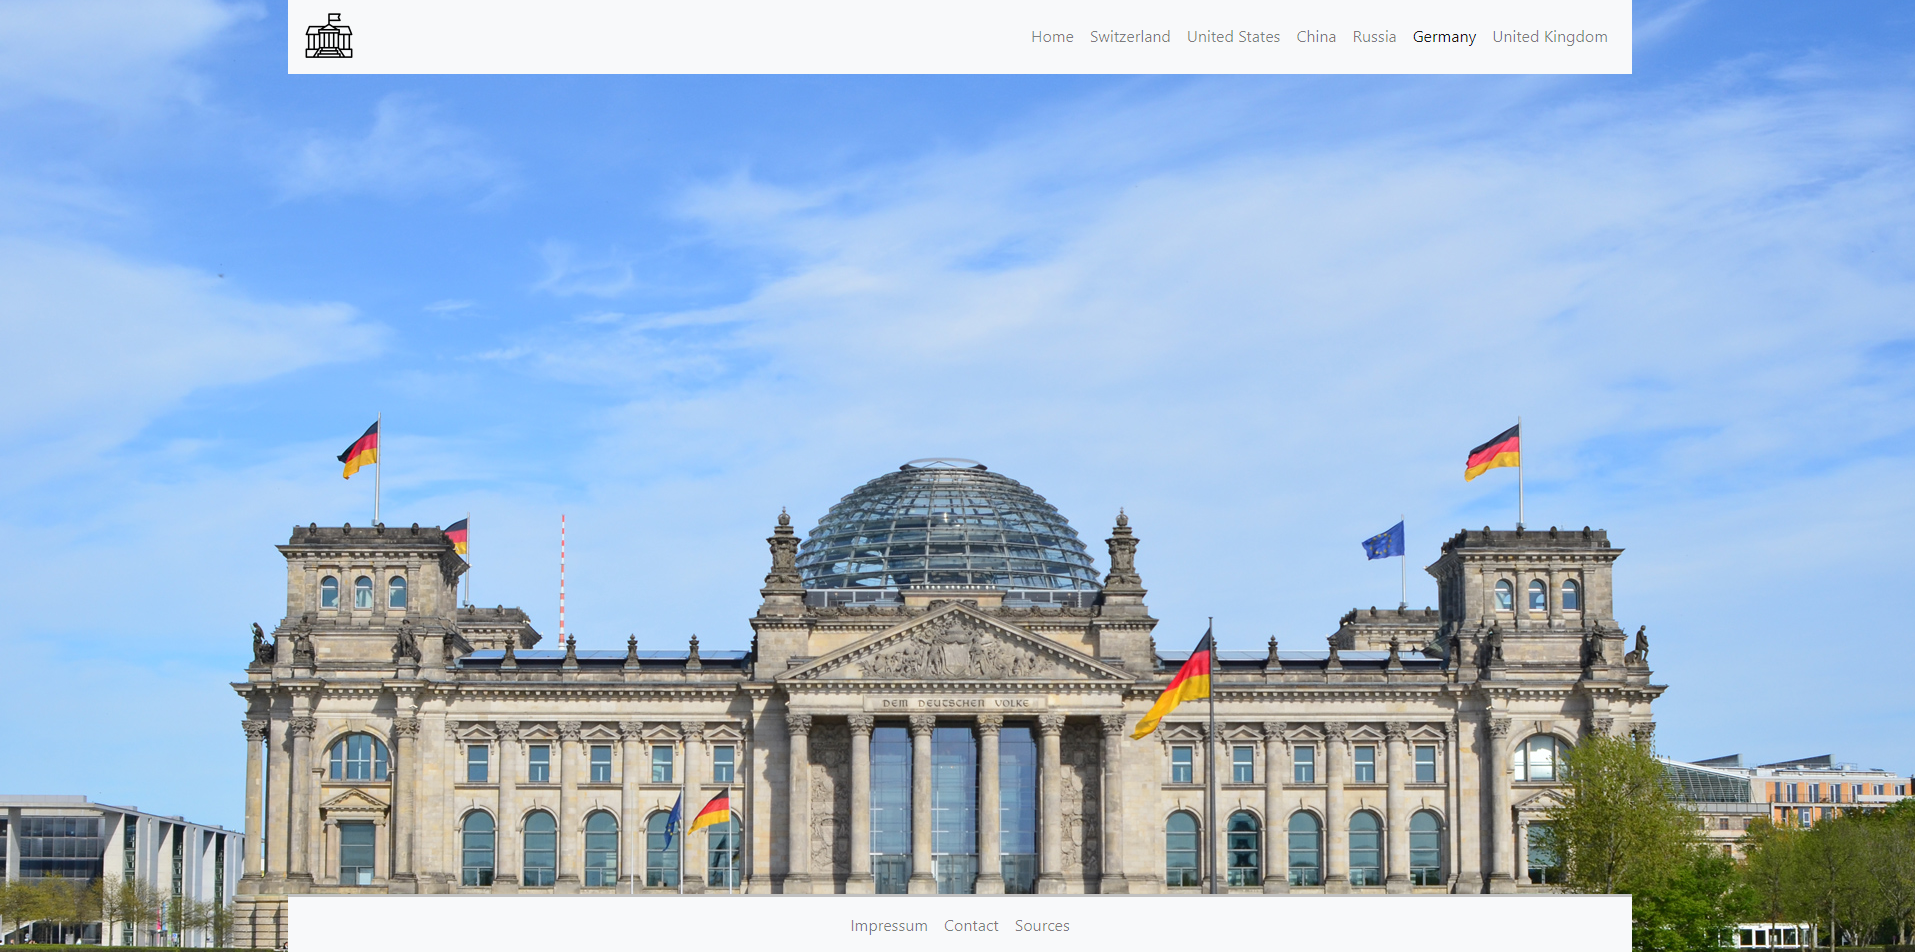 Home Switzerland United States China Russia Germany United Kingdom
DEM DEUTSCHEN VOLKE
Impressum Contact Sources